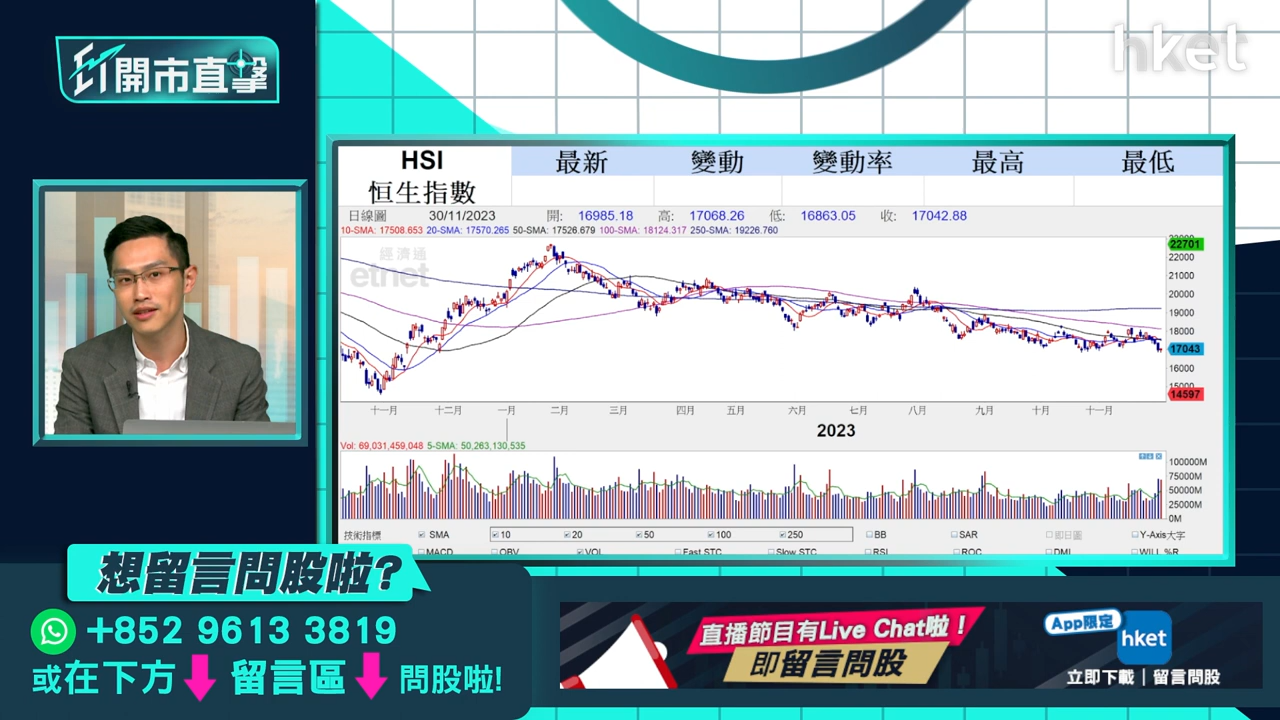 開市直擊
hket
HSI 最新 變動 變動率 最高 最低
恒生指數
日線圖 30/11/2023 開: 16985.18 高: 17068.26 低: 16863.05 收: 17042.88
10-SMA: 17508.653 20-SMA: 17570.265 50-SMA: 17526.679 100-SMA: 18124.317 250-SMA: 19226.760
經濟通
etnet
23000
22701
22000
21000
20000
19000
18000
17043
16000
15000
14597
十一月 十二月 一月 二月 三月 四月 五月 六月 七月 八月 九月 十月 十一月
2023
Vol: 69,031,459,048 5-SMA: 50,263,130,535
100000M
75000M
50000M
25000M
0M
技術指標 SMA 10 20 50 100 250 BB SAR 即日圖 Y-Axis大字
MACD OBV VOL Fast STC Slow STC RSI ROC DMI WILL %R
想留言問股啦?
+852 9613 3819
或在下方 留言區 問股啦!
直播節目有Live Chat啦!
即留言問股
App限定
hket
立即下載|留言問股